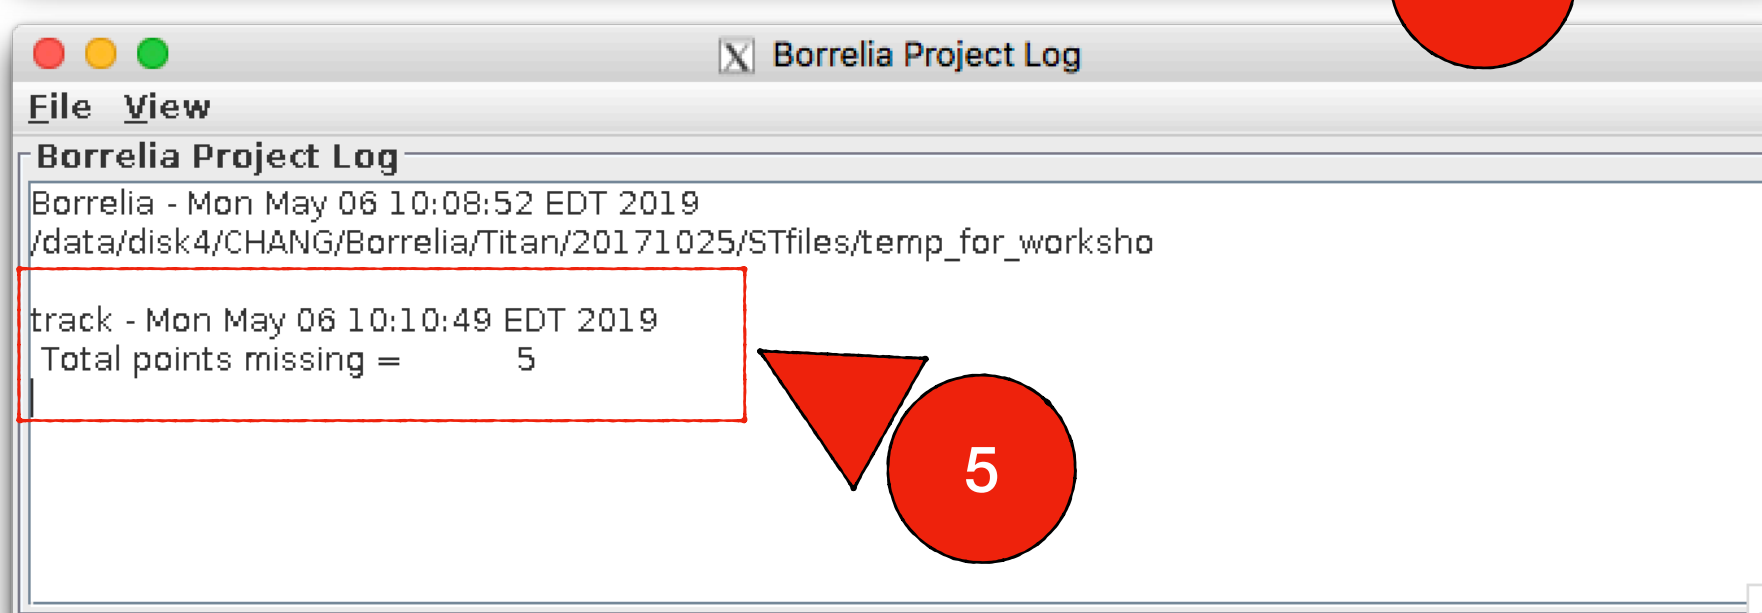 Borrelia Project Log
File View
Borrelia Project Log
Borrelia - Mon May 06 10:08:52 EDT 2019
/data/disk4/CHANG/Borrelia/Titan/20171025/STfiles/temp_for_worksho
track - Mon May 06 10:10:49 EDT 2019
Total points missing = 5
5